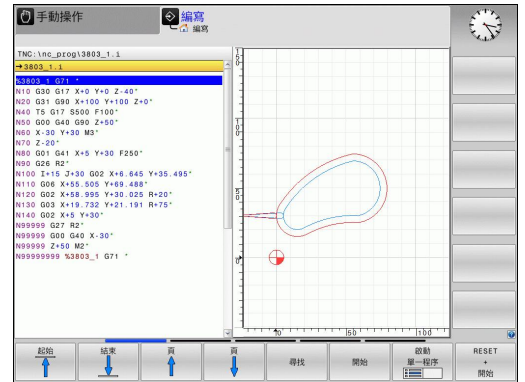 手動操作
編寫
編寫
TNC:\nc_prog\3803_1.i
→3803_1.i
%3803_1 G71 *
N10 G30 G17 X+0 Y+0 Z-40*
N20 G31 G90 X+100 Y+100 Z+0*
N40 T5 G17 S500 F100*
N50 G00 G40 G90 Z+50*
N60 X-30 Y+30 M3*
N70 Z-20*
N80 G01 G41 X+5 Y+30 F250*
N90 G26 R2*
N100 I+15 J+30 G02 X+6.645 Y+35.495*
N110 G06 X+55.505 Y+69.488*
N120 G02 X+58.995 Y+30.025 R+20*
N130 G03 X+19.732 Y+21.191 R+75*
N140 G02 X+5 Y+30*
N99999 G27 R2*
N99999 G00 G40 X-30*
N99999 Z+50 M2*
N99999999 %3803_1 G71 *
100
50
0
0
50
100
起始
結束
頁
頁
尋找
開始
啟動
單一程序
RESET
+
開始